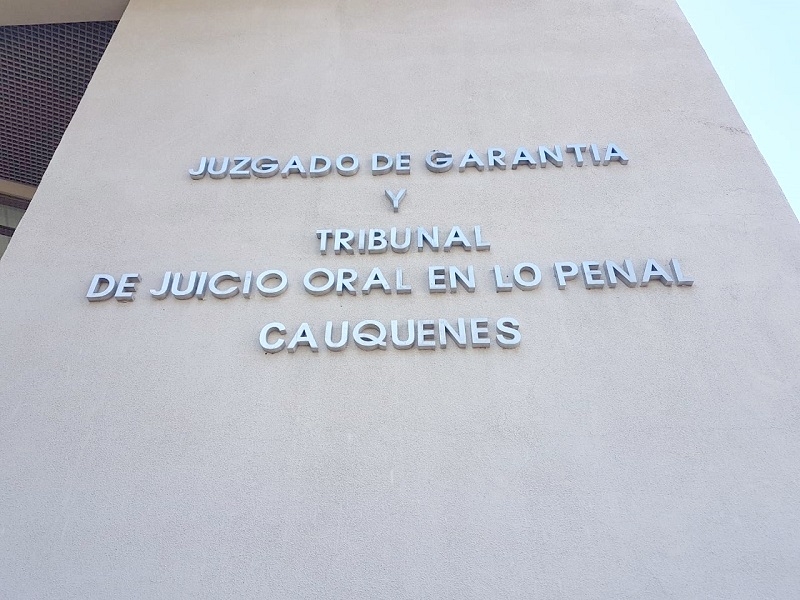 JUZGADO DE GARANTIA
Y
TRIBUNAL
DE JUICIO ORAL EN LO PENAL
CAUQUENES